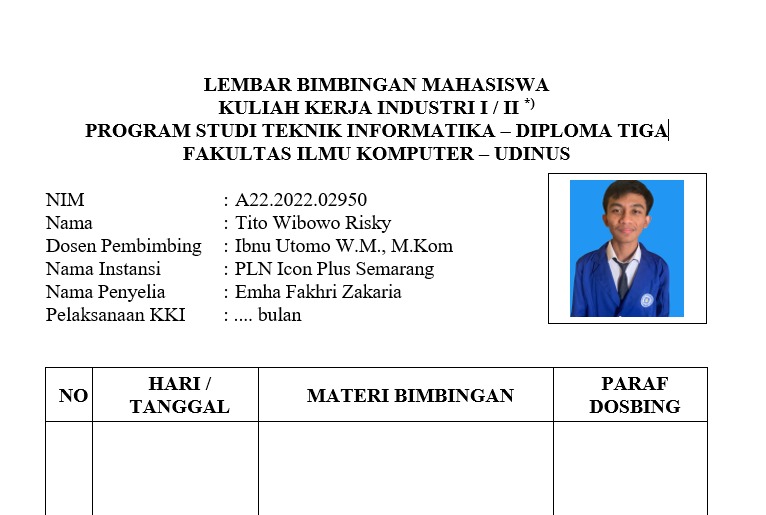 LEMBAR BIMBINGAN MAHASISWA
KULIAH KERJA INDUSTRI I / II *)
PROGRAM STUDI TEKNIK INFORMATIKA – DIPLOMA TIGA
FAKULTAS ILMU KOMPUTER – UDINUS
NIM : A22.2022.02950
Nama : Tito Wibowo Risky
Dosen Pembimbing : Ibnu Utomo W.M., M.Kom
Nama Instansi : PLN Icon Plus Semarang
Nama Penyelia : Emha Fakhri Zakaria
Pelaksanaan KKI : .... bulan
NO HARI / TANGGAL MATERI BIMBINGAN PARAF DOSBING